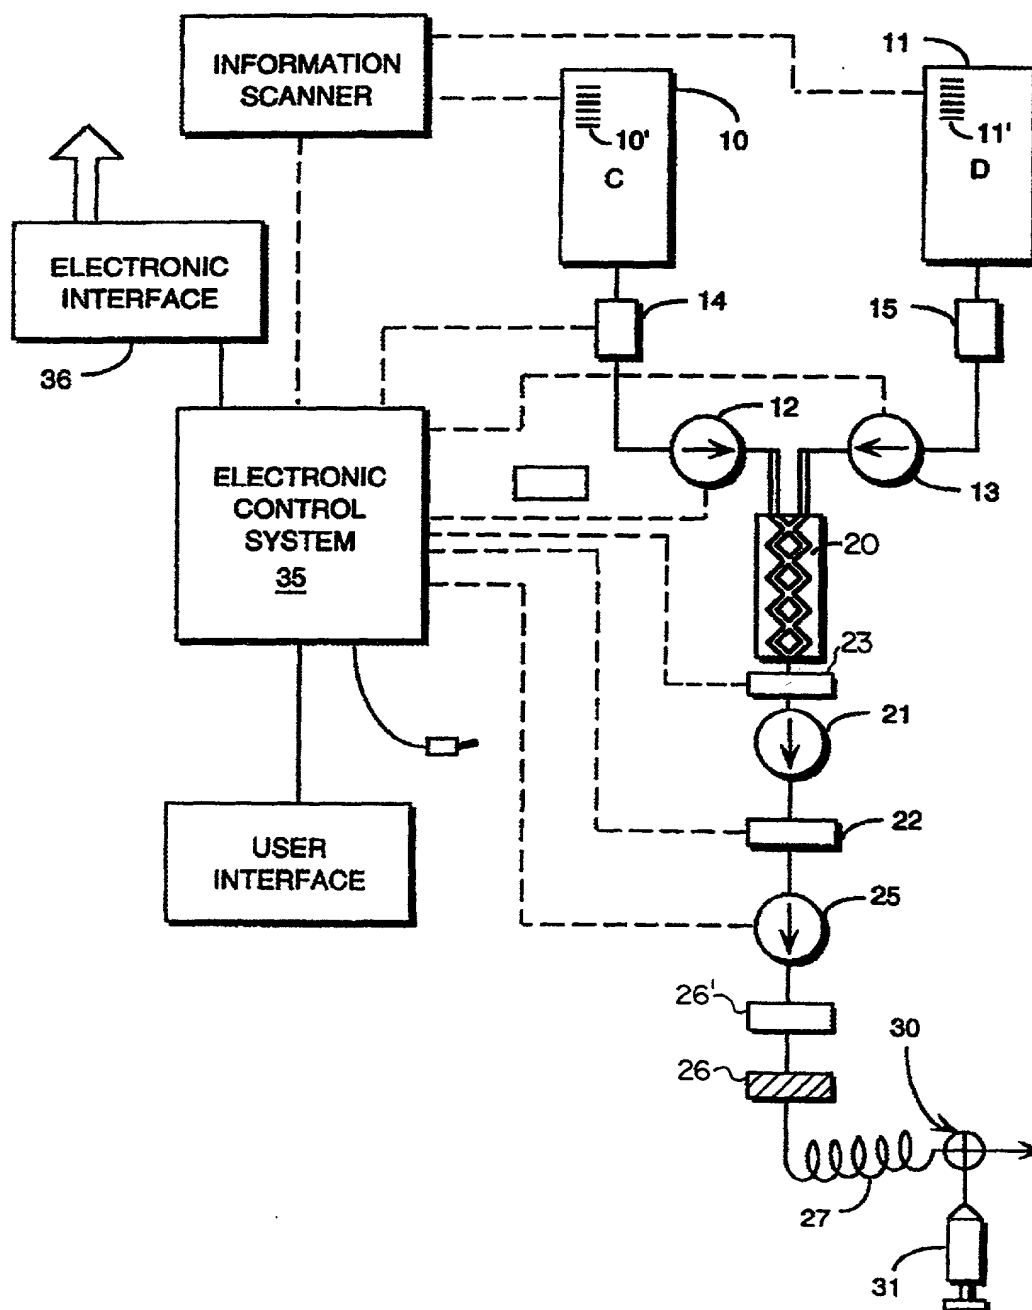 INFORMATION
SCANNER
11
10
10'
C
11'
D
ELECTRONIC
INTERFACE
36
14
15
12
13
ELECTRONIC
CONTROL
SYSTEM
35
20
23
21
22
USER
INTERFACE
25
26'
26
30
27
31